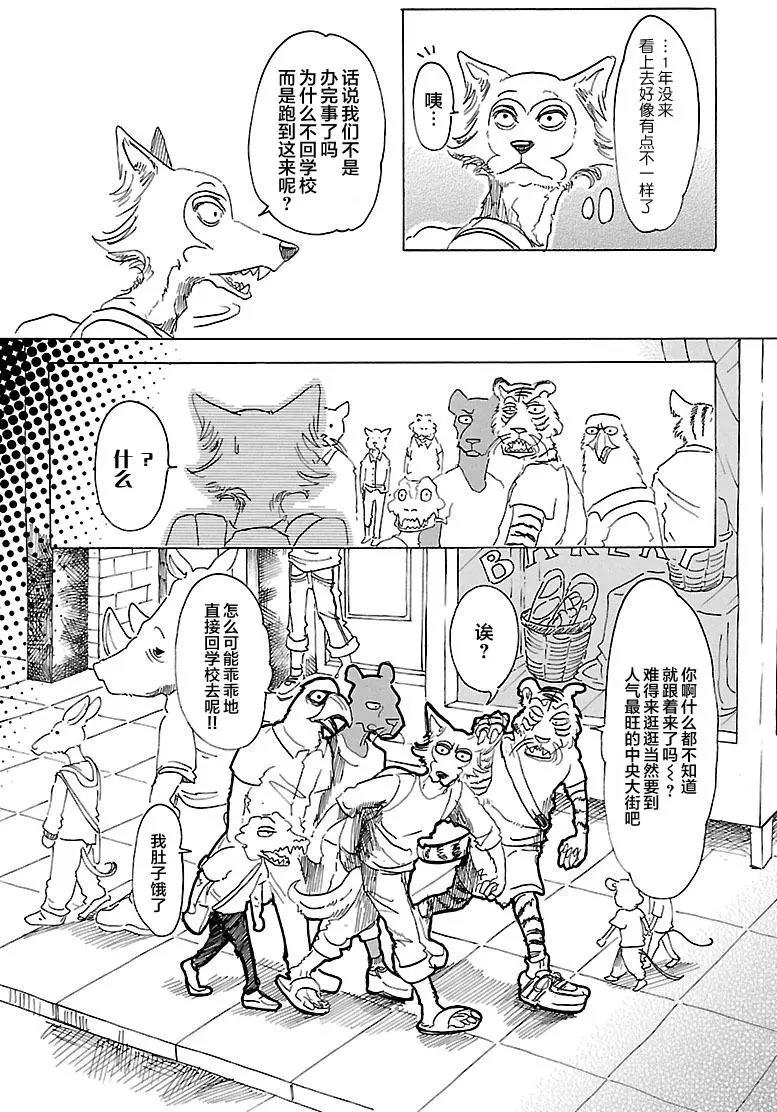 …1年没来
看上去好像有点不一样了
咦…
话说我们不是
办完事了吗
为什么不回学校
而是跑到这来呢？
什么？
你啊什么都不知道
就跟着来了吗～？
难得来逛逛当然要到
人气最旺的中央大街吧
诶？
怎么可能乖乖地
直接回学校去呢!!
我肚子饿了